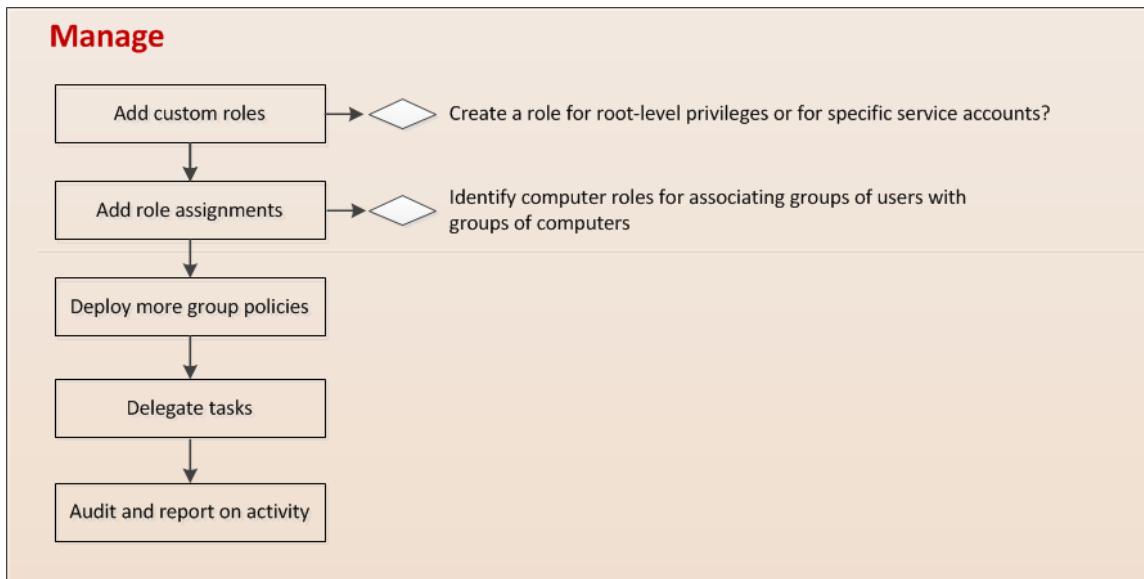 Manage
Add custom roles
Create a role for root-level privileges or for specific service accounts?
Add role assignments
Identify computer roles for associating groups of users with
groups of computers
Deploy more group policies
Delegate tasks
Audit and report on activity